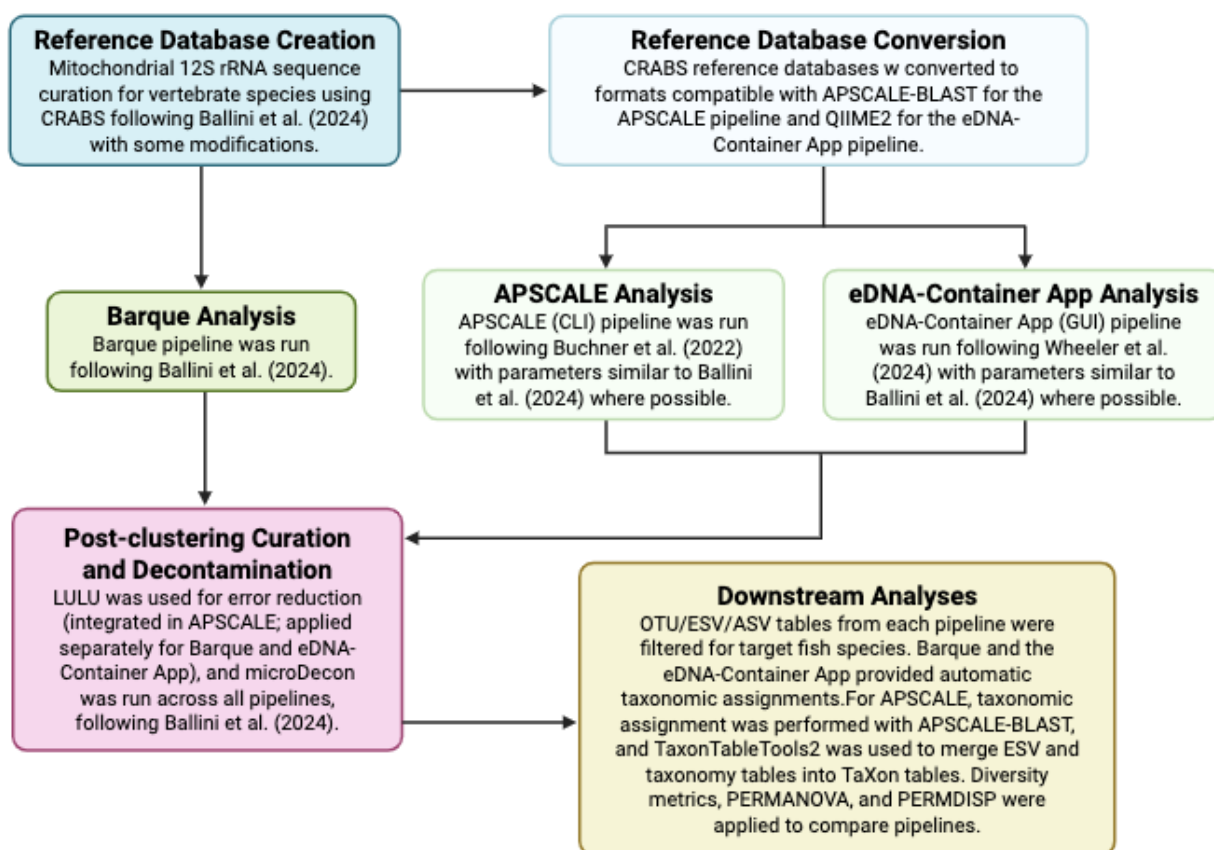 Reference Database Creation
Mitochondrial 12S rRNA sequence
curation for vertebrate species using
CRABS following Ballini et al. (2024)
with some modifications.
Reference Database Conversion
CRABS reference databases w converted to
formats compatible with APSCALE-BLAST for the
APSCALE pipeline and QIIME2 for the eDNA-
Container App pipeline.
Barque Analysis
Barque pipeline was run
following Ballini et al. (2024).
APSCALE Analysis
APSCALE (CLI) pipeline was run
following Buchner et al. (2022)
with parameters similar to Ballini
et al. (2024) where possible.
eDNA-Container App Analysis
eDNA-Container App (GUI) pipeline
was run following Wheeler et al.
(2024) with parameters similar to
Ballini et al. (2024) where possible.
Post-clustering Curation
and Decontamination
LULU was used for error reduction
(integrated in APSCALE; applied
separately for Barque and eDNA-
Container App), and microDecon
was run across all pipelines,
following Ballini et al. (2024).
Downstream Analyses
OTU/ESV/ASV tables from each pipeline were
filtered for target fish species. Barque and the
eDNA-Container App provided automatic
taxonomic assignments.For APSCALE, taxonomic
assignment was performed with APSCALE-BLAST,
and TaxonTableTools2 was used to merge ESV and
taxonomy tables into TaXon tables. Diversity
metrics, PERMANOVA, and PERMDISP were
applied to compare pipelines.